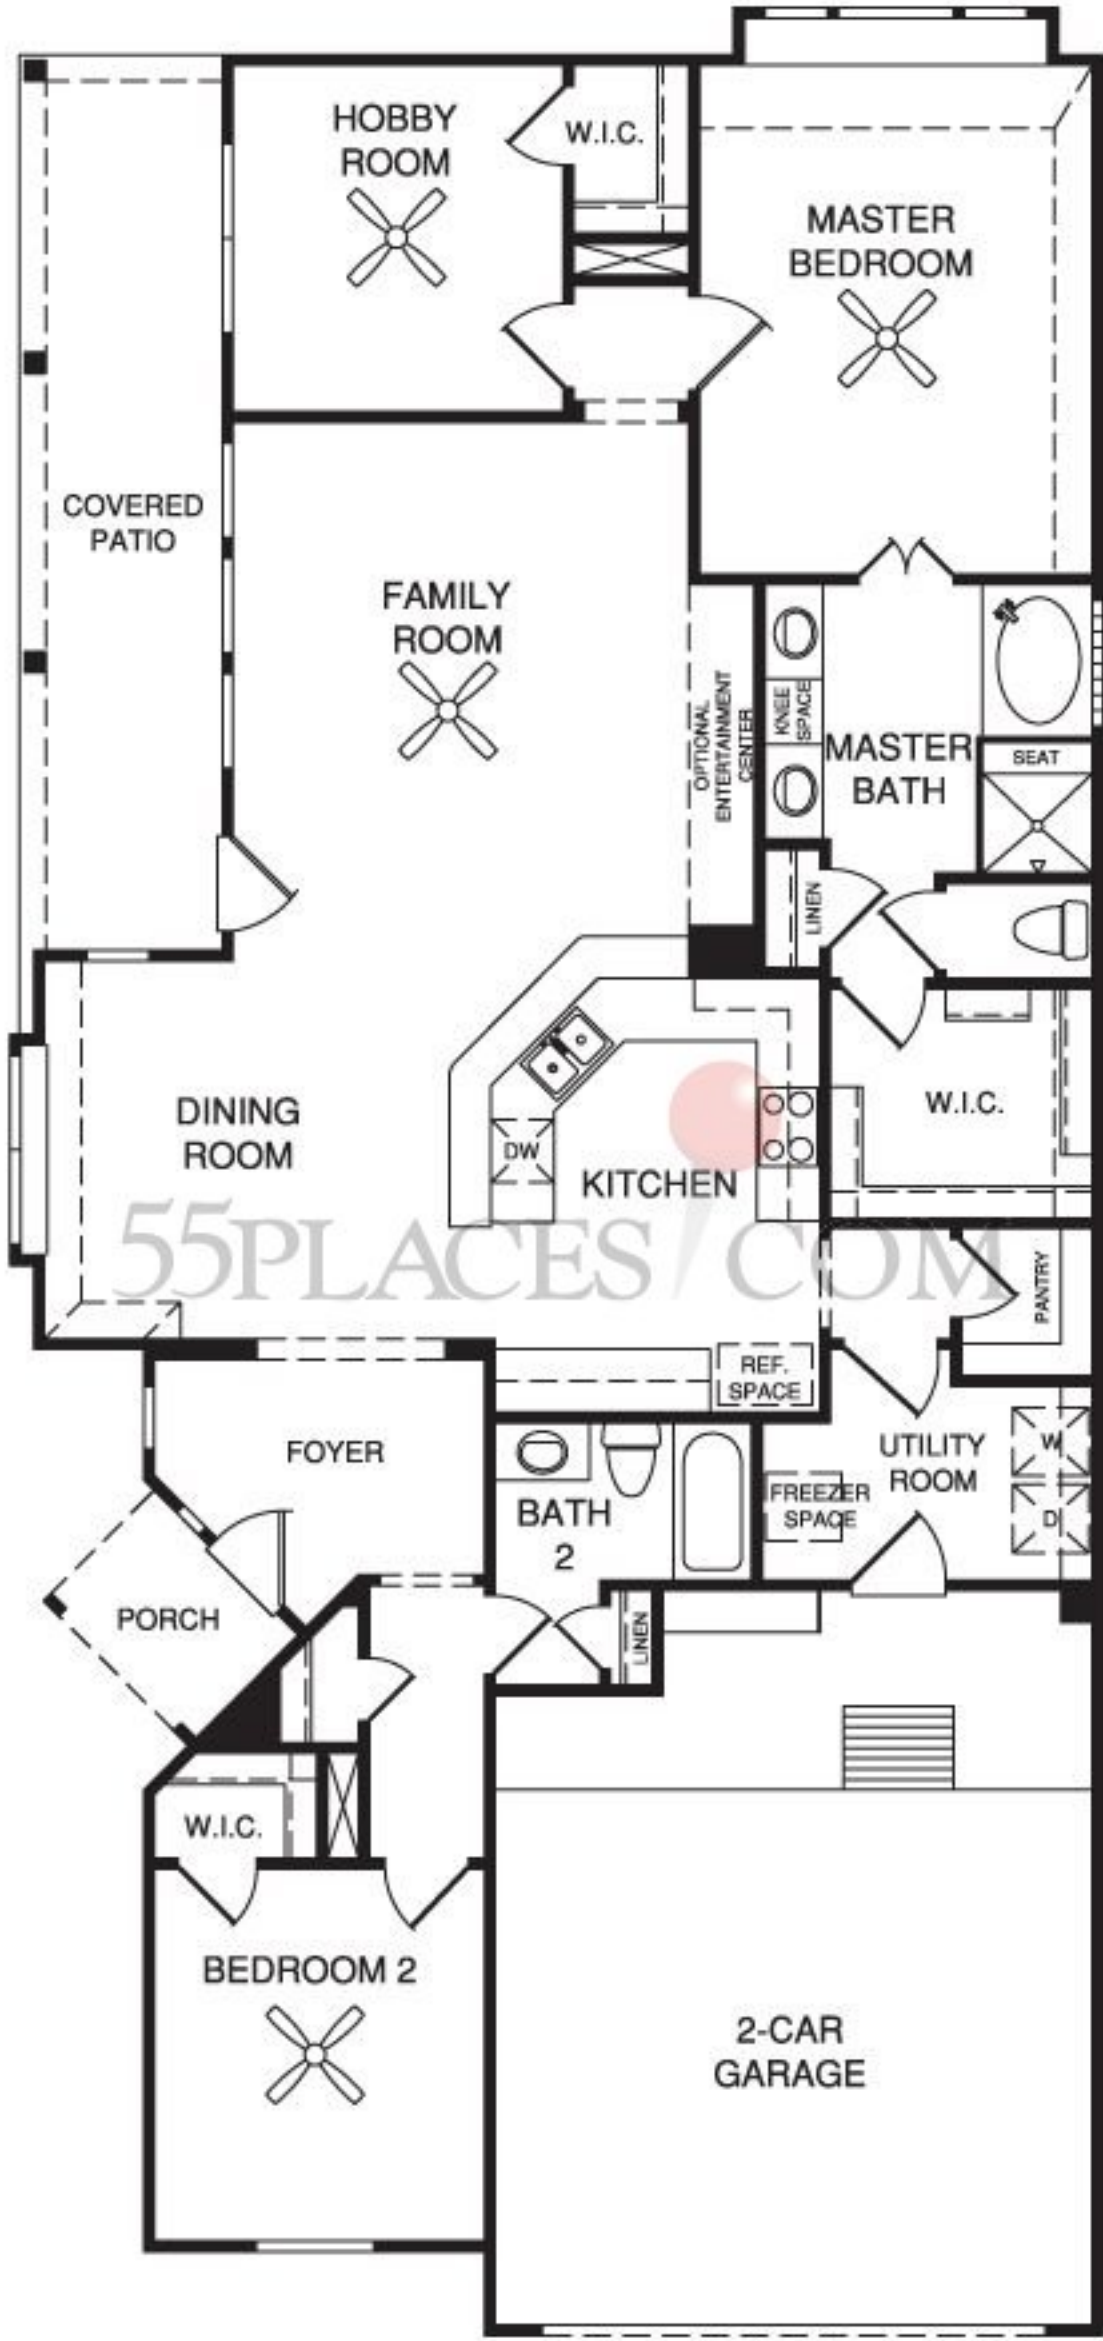 HOBBY
ROOM
W.I.C.
MASTER
BEDROOM
COVERED
PATIO
FAMILY
ROOM
OPTIONAL
ENTERTAINMENT
CENTER
KNEE
SPACE
MASTER
BATH
SEAT
LINEN
DINING
ROOM
DW
KITCHEN
W.I.C.
55PLACES.COM
PANTRY
REF.
SPACE
FOYER
BATH
2
UTILITY
ROOM
W
FREEZER
SPACE
D
PORCH
LINEN
W.I.C.
BEDROOM 2
2-CAR
GARAGE